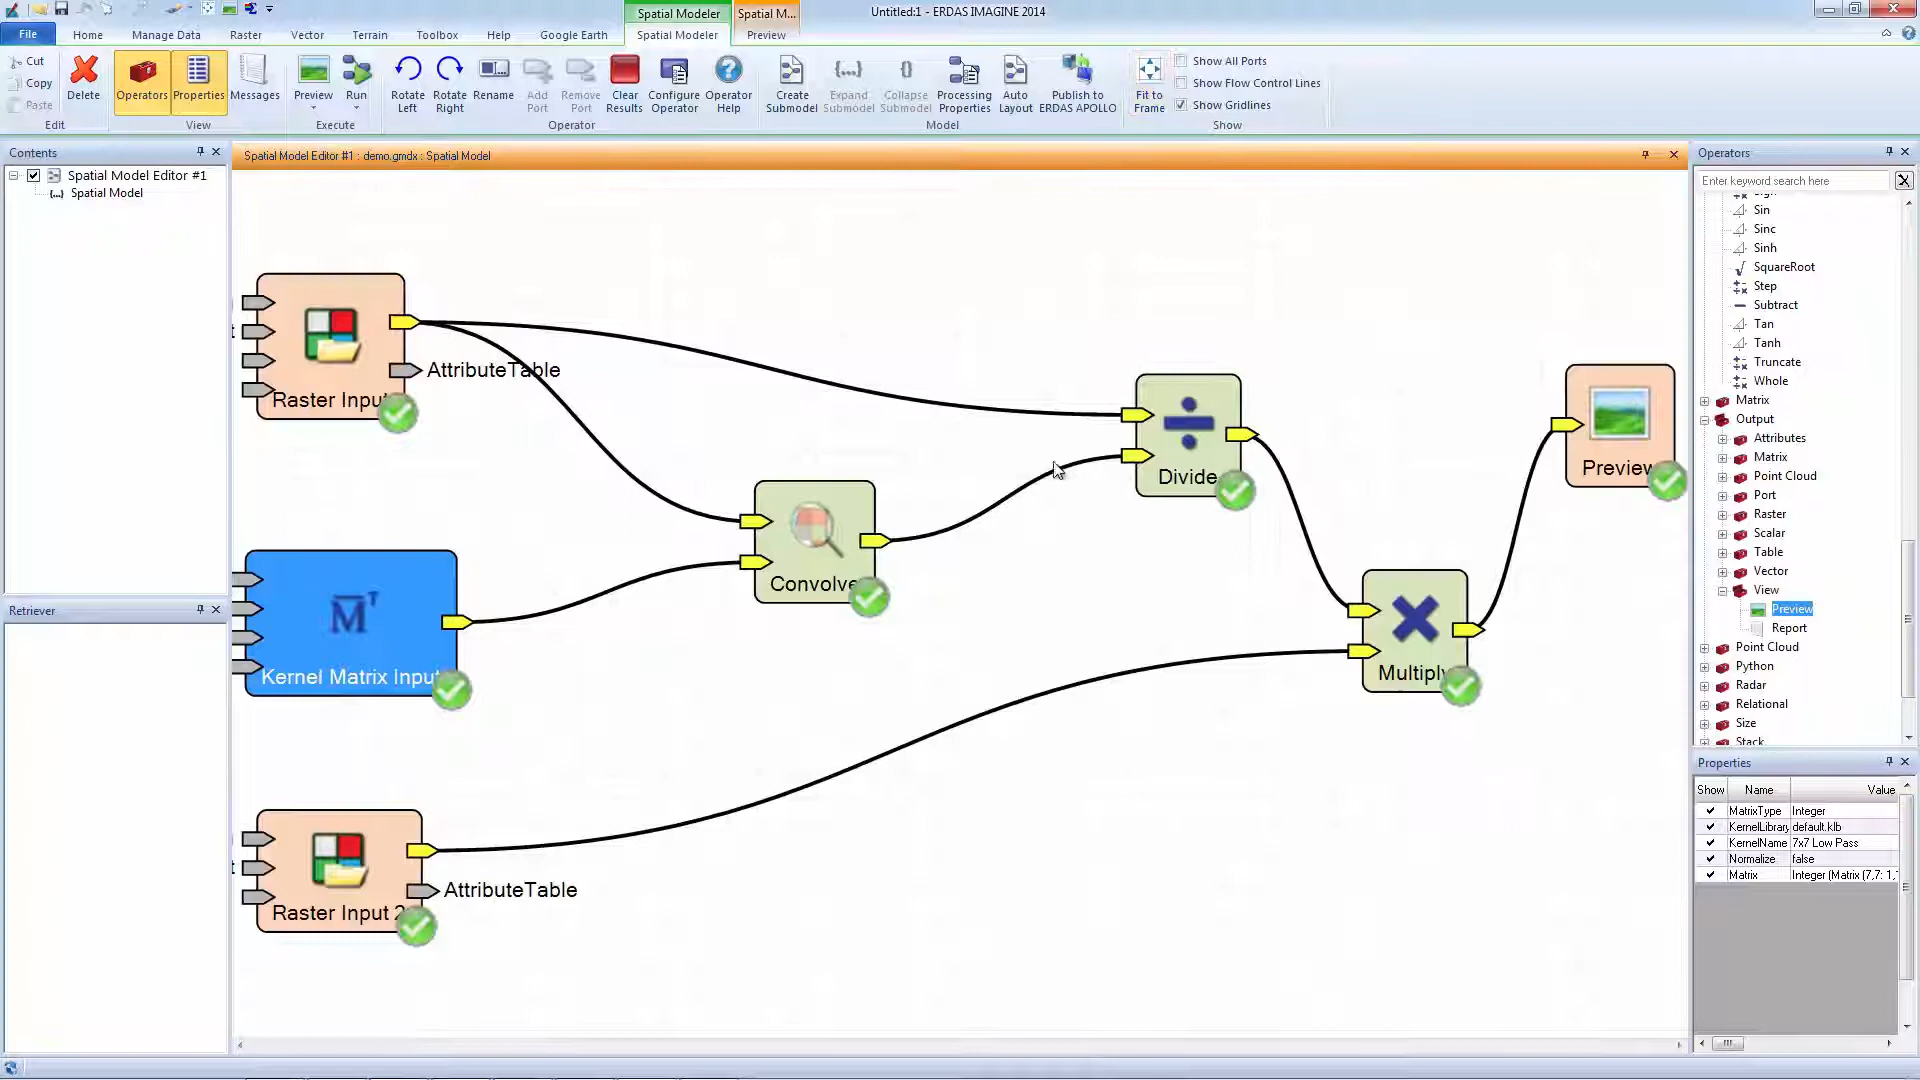 Spatial Modeler
Spatial M...
Untitled:1 - ERDAS IMAGINE 2014
File
Home
Manage Data
Raster
Vector
Terrain
Toolbox
Help
Google Earth
Spatial Modeler
Preview
Cut
Copy
Paste
Delete
Operators
Properties
Messages
Preview
Run
Rotate Left
Rotate Right
Rename
Add Port
Remove Port
Clear Results
Configure Operator
Operator Help
Create Submodel
Expand Submodel
Collapse Submodel
Processing Properties
Auto Layout
Publish to ERDAS APOLLO
Fit to Frame
Show All Ports
Show Flow Control Lines
Show Gridlines
Edit
View
Execute
Operator
Model
Show
Contents
Spatial Model Editor #1
Spatial Model
Retriever
Spatial Model Editor #1 : demo.gmdx : Spatial Model
Raster Input
AttributeTable
Kernel Matrix Input
Raster Input 2
AttributeTable
Convolve
Divide
Multiply
Preview
Operators
Enter keyword search here
Sin
Sinc
Sinh
SquareRoot
Step
Subtract
Tan
Tanh
Truncate
Whole
Matrix
Output
Attributes
Matrix
Point Cloud
Port
Raster
Scalar
Table
Vector
View
Preview
Report
Point Cloud
Python
Radar
Relational
Size
Stack
Properties
Show Name Value
MatrixType Integer
KernelLibrary default.klb
KernelName 7x7 Low Pass
Normalize false
Matrix Integer (Matrix (7,7: 1,